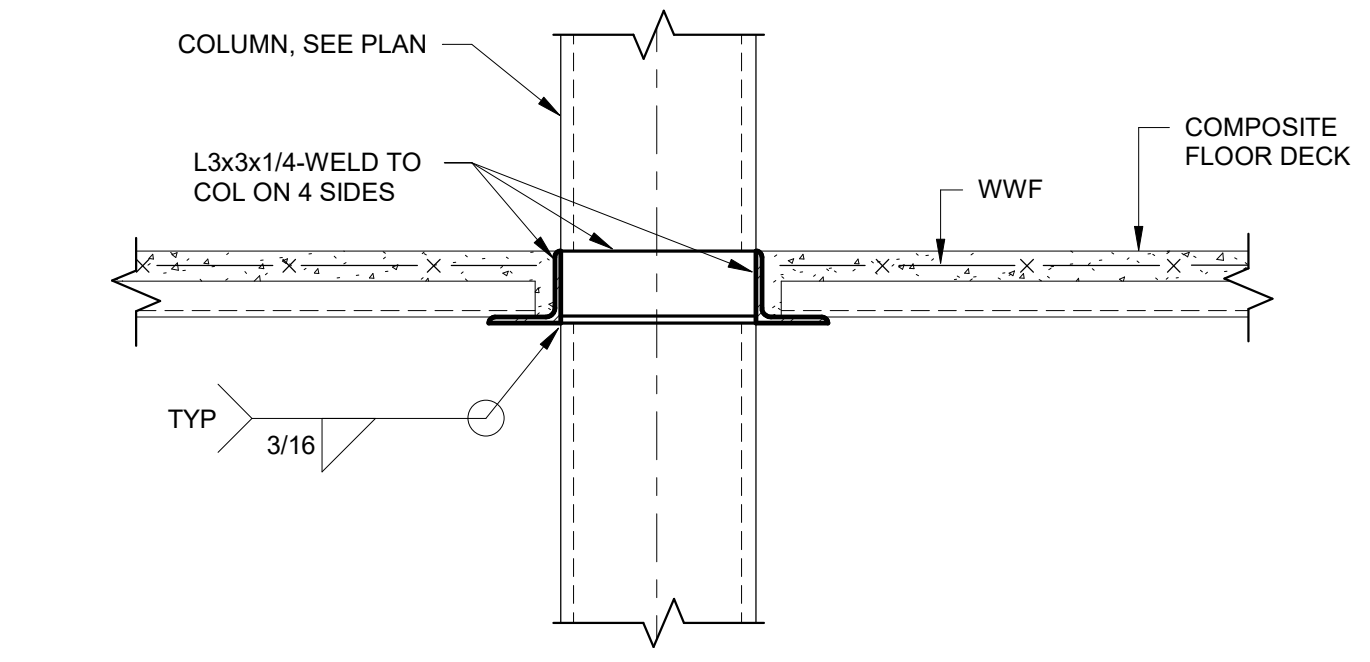 COLUMN, SEE PLAN
L3x3x1/4-WELD TO
COL ON 4 SIDES
COMPOSITE
FLOOR DECK
WWF
TYP
3/16